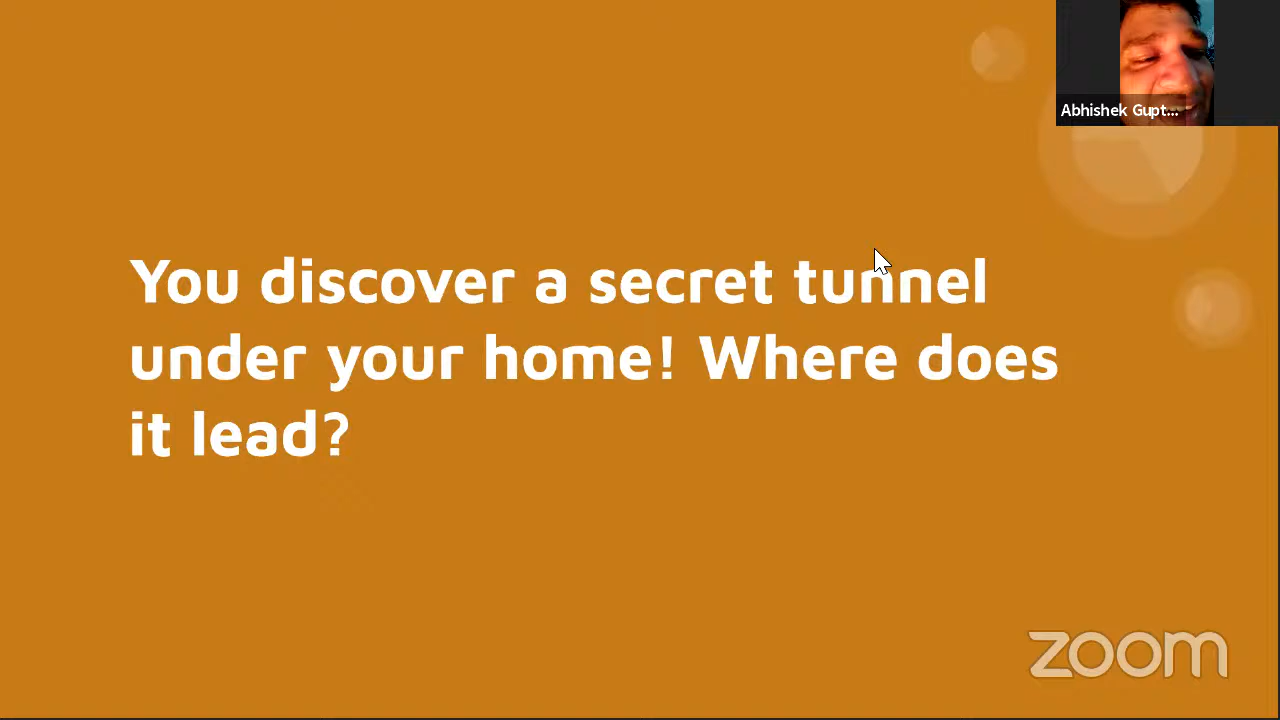 Abhishek Gupt...
You discover a secret tunnel
under your home! Where does
it lead?
zoom